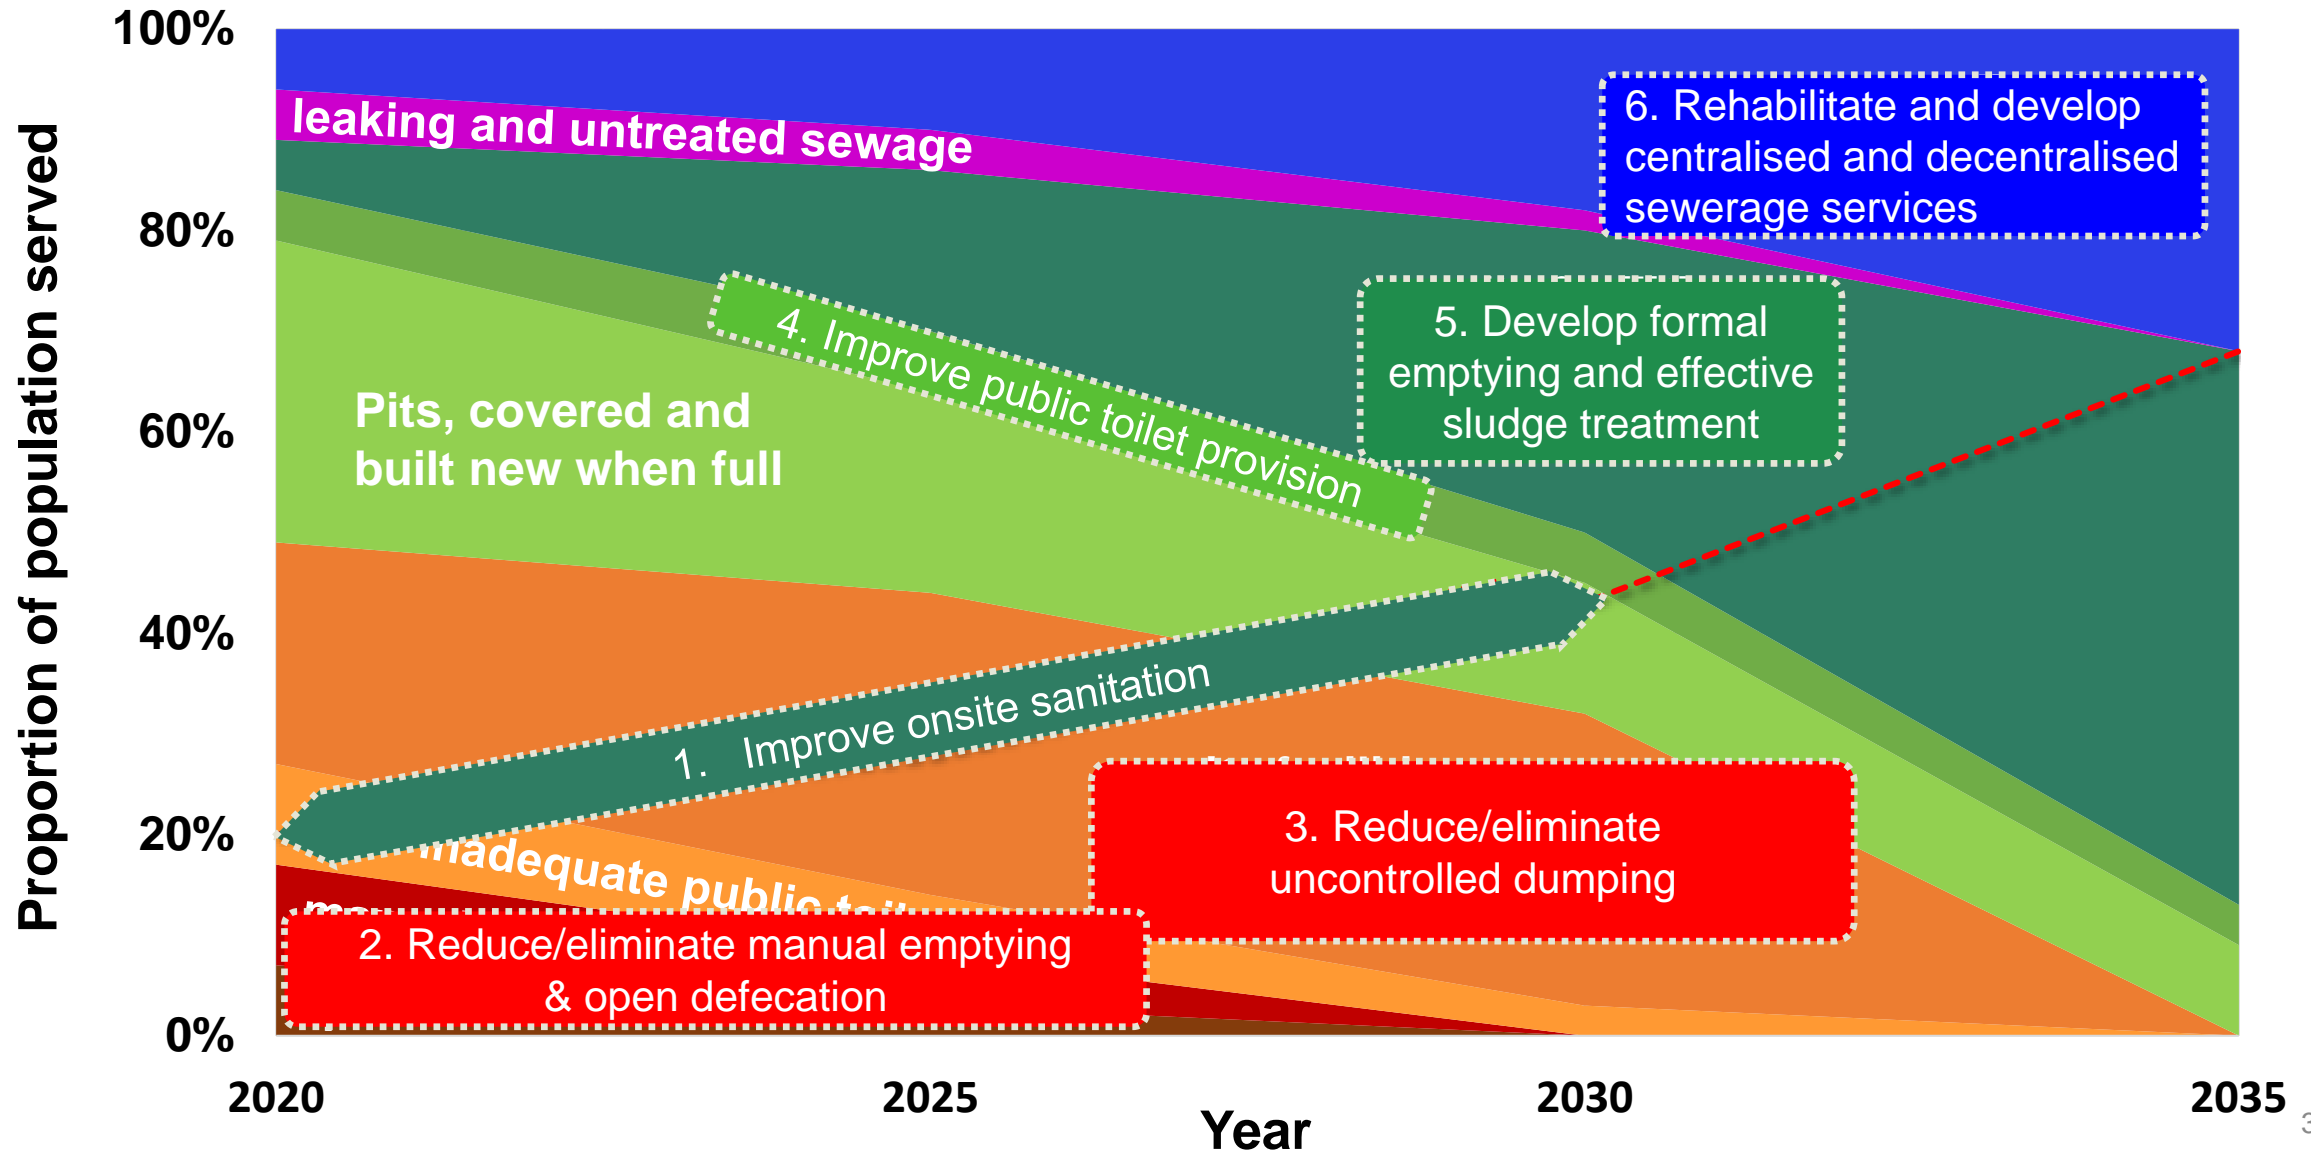 100%
80%
60%
40%
20%
0%
Proportion of population served
leaking and untreated sewage
6. Rehabilitate and develop
centralised and decentralised
sewerage services
5. Develop formal
emptying and effective
sludge treatment
4. Improve public toilet provision
Pits, covered and
built new when full
1. Improve onsite sanitation
3. Reduce/eliminate
uncontrolled dumping
public
2. Reduce/eliminate manual emptying
& open defecation
2020
2025
2030
2035
Year
3